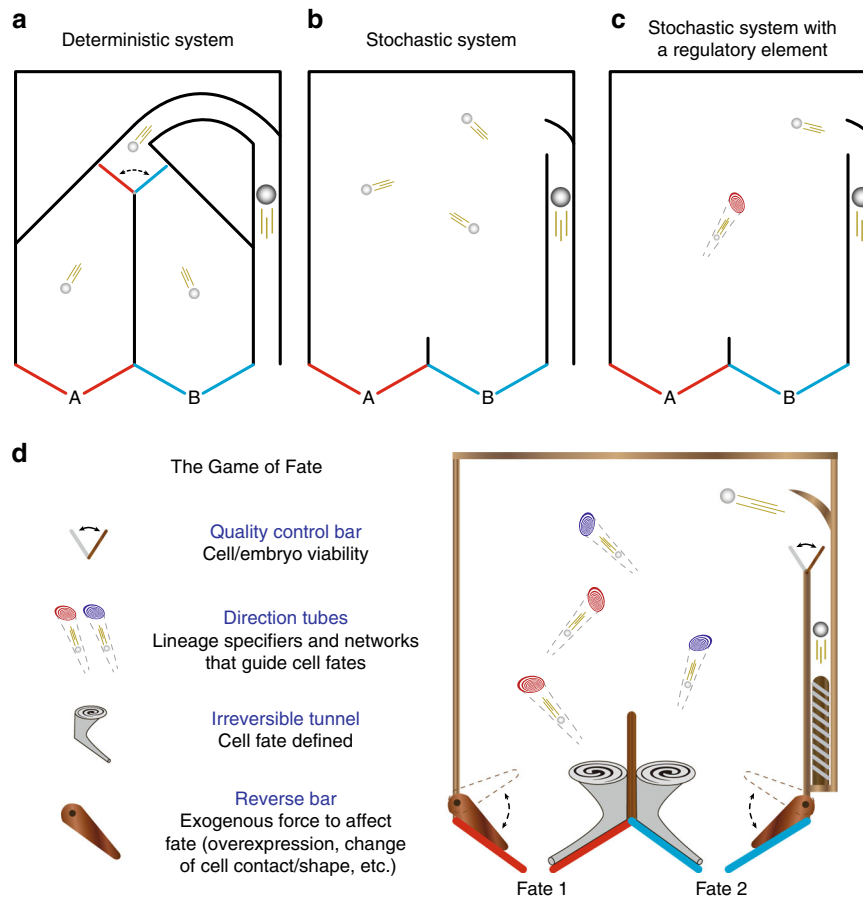 a
Deterministic system
b
Stochastic system
c
Stochastic system with
a regulatory element
A
B
A
B
A
B
d
The Game of Fate
Quality control bar
Cell/embryo viability
Direction tubes
Lineage specifiers and networks
that guide cell fates
Irreversible tunnel
Cell fate defined
Reverse bar
Exogenous force to affect
fate (overexpression, change
of cell contact/shape, etc.)
Fate 1
Fate 2